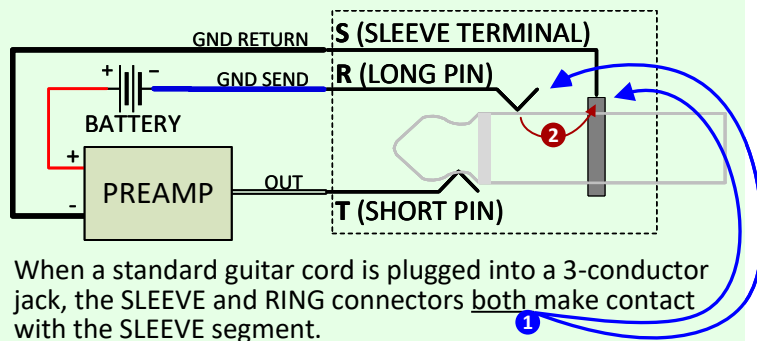 GND RETURN
S (SLEEVE TERMINAL)
+ –
GND SEND
R (LONG PIN)
BATTERY
2
+
PREAMP
OUT
-
T (SHORT PIN)
When a standard guitar cord is plugged into a 3-conductor
jack, the SLEEVE and RING connectors both make contact
with the SLEEVE segment.
1